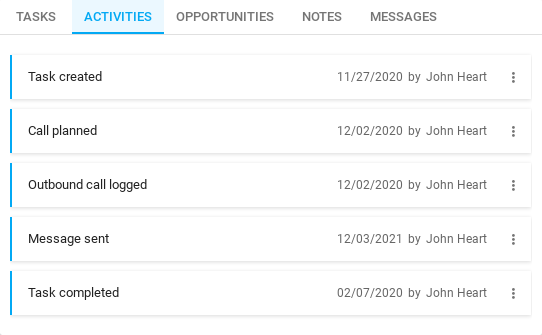 TASKS ACTIVITIES OPPORTUNITIES NOTES MESSAGES
Task created 11/27/2020 by John Heart
Call planned 12/02/2020 by John Heart
Outbound call logged 12/02/2020 by John Heart
Message sent 12/03/2021 by John Heart
Task completed 02/07/2020 by John Heart